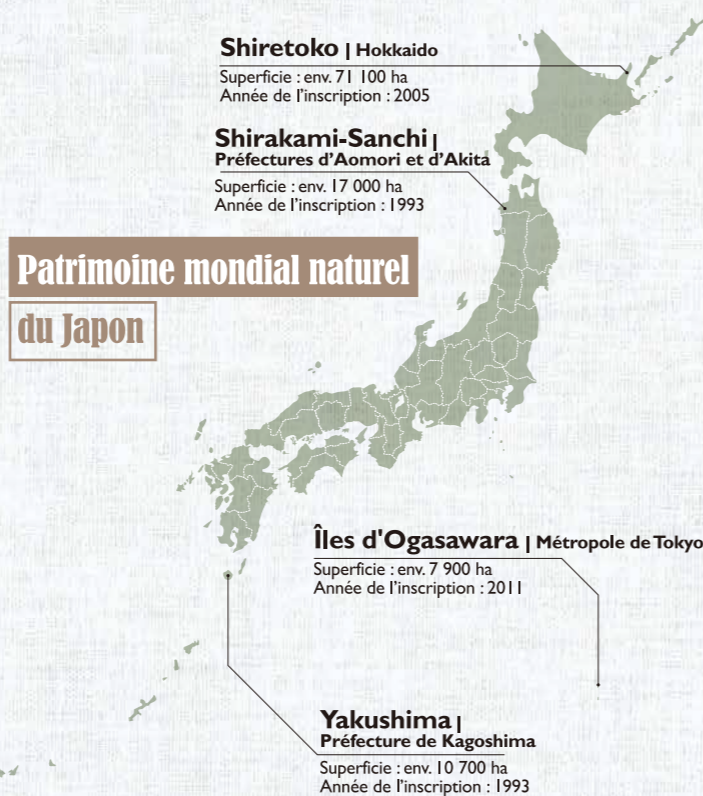 Shiretoko | Hokkaido
Superficie : env. 71 100 ha
Année de l'inscription : 2005
Shirakami-Sanchi |
Préfectures d'Aomori et d'Akita
Superficie : env. 17 000 ha
Année de l'inscription : 1993
Patrimoine mondial naturel
du Japon
Îles d'Ogasawara | Métropole de Tokyo
Superficie : env. 7 900 ha
Année de l'inscription : 2011
Yakushima |
Préfecture de Kagoshima
Superficie : env. 10 700 ha
Année de l'inscription : 1993